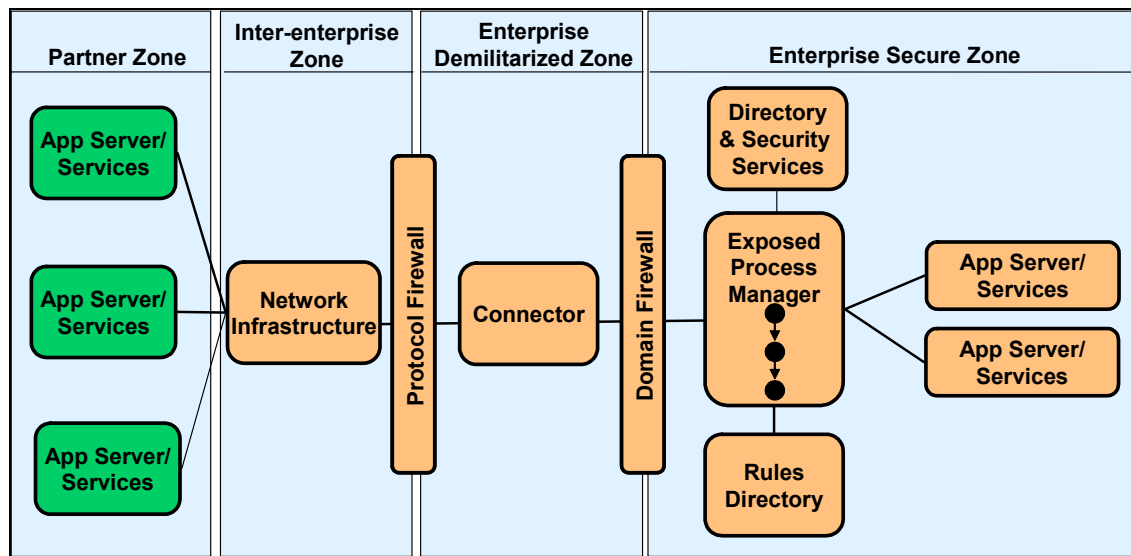 Partner Zone
Inter-enterprise
Zone
Enterprise
Demilitarized Zone
Enterprise Secure Zone
App Server/
Services
App Server/
Services
App Server/
Services
Network
Infrastructure
Protocol Firewall
Connector
Domain Firewall
Directory
& Security
Services
Exposed
Process
Manager
Rules
Directory
App Server/
Services
App Server/
Services